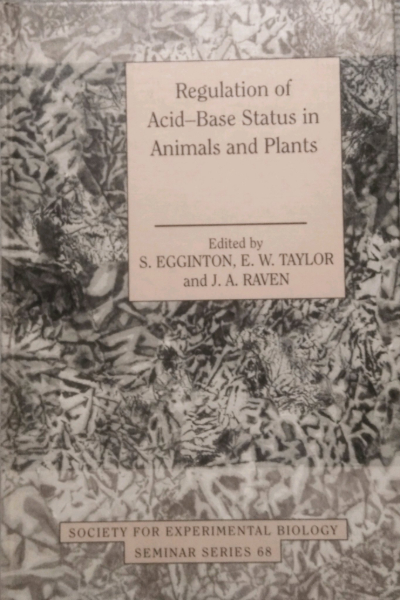 Regulation of
Acid–Base Status in
Animals and Plants
Edited by
S. EGGINTON, E. W. TAYLOR
and J. A. RAVEN
SOCIETY FOR EXPERIMENTAL BIOLOGY
SEMINAR SERIES 68